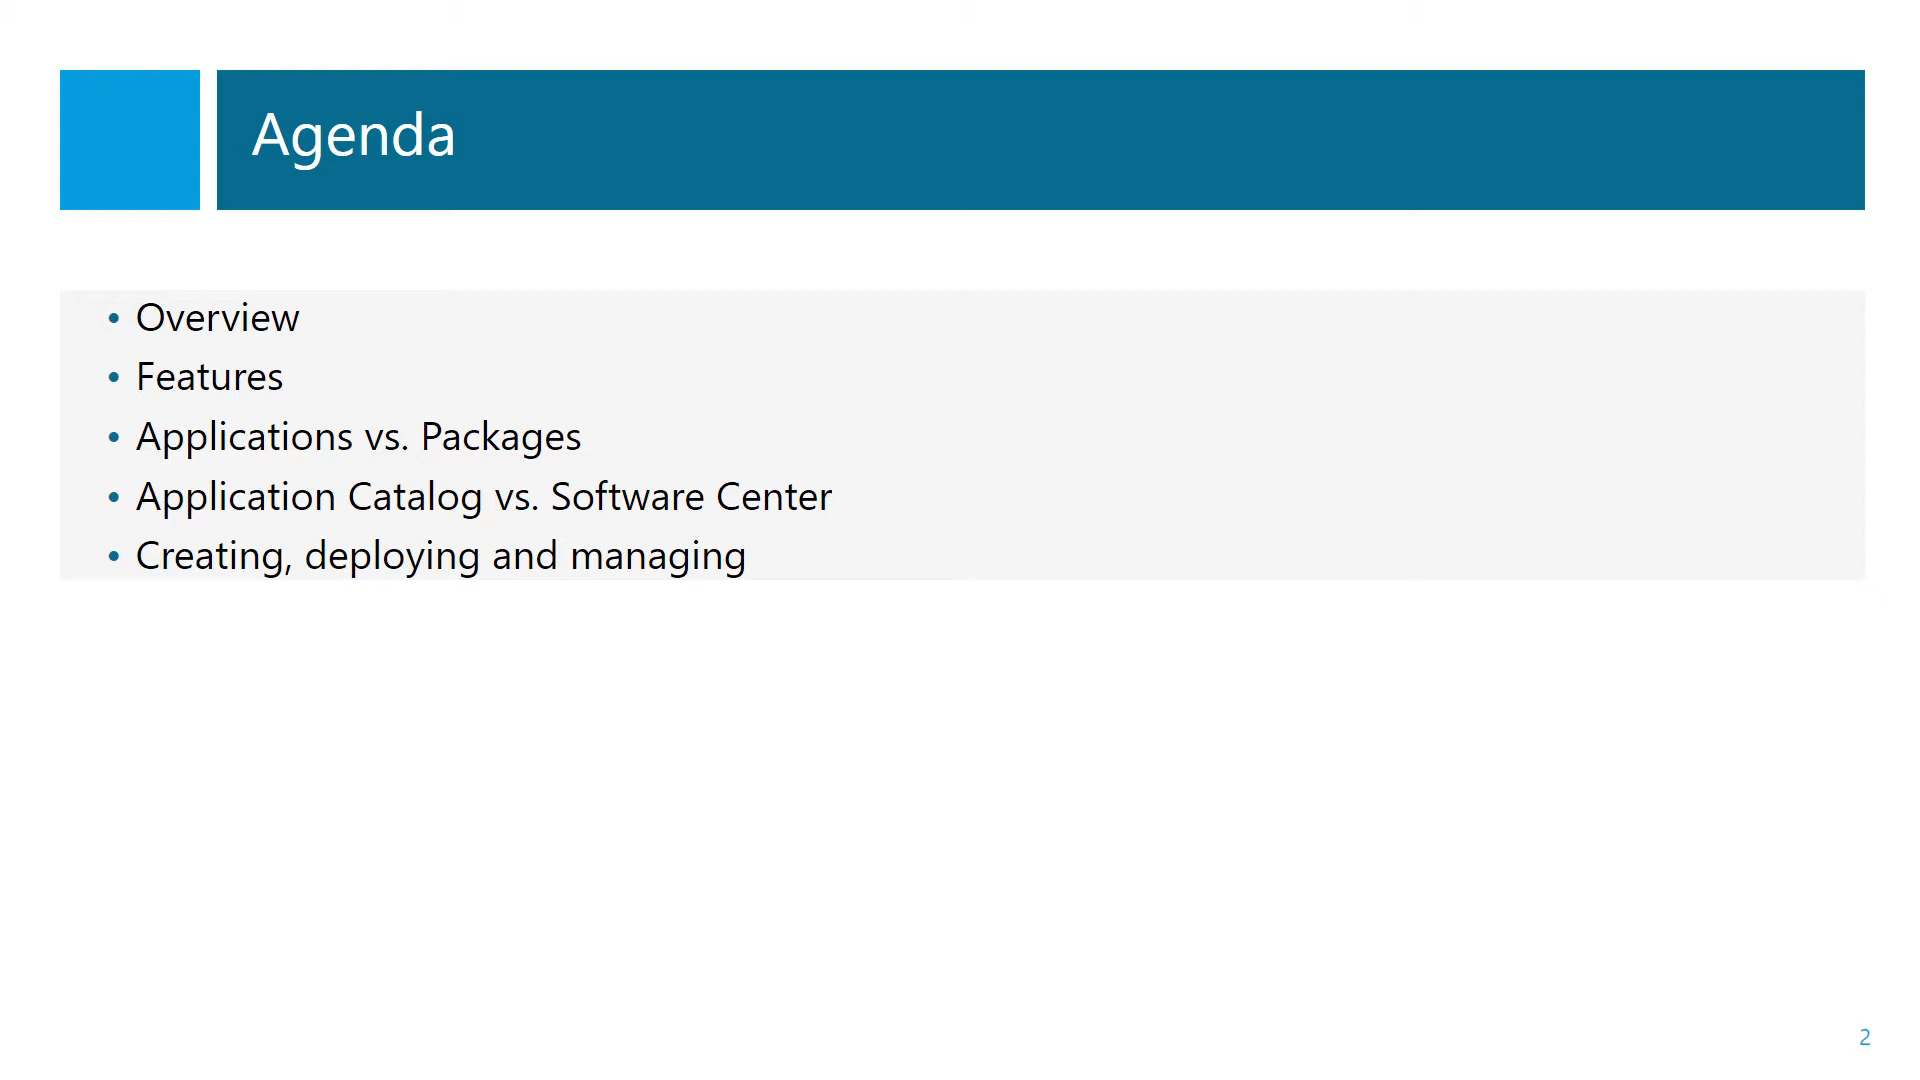 Agenda
• Overview
• Features
• Applications vs. Packages
• Application Catalog vs. Software Center
• Creating, deploying and managing
2